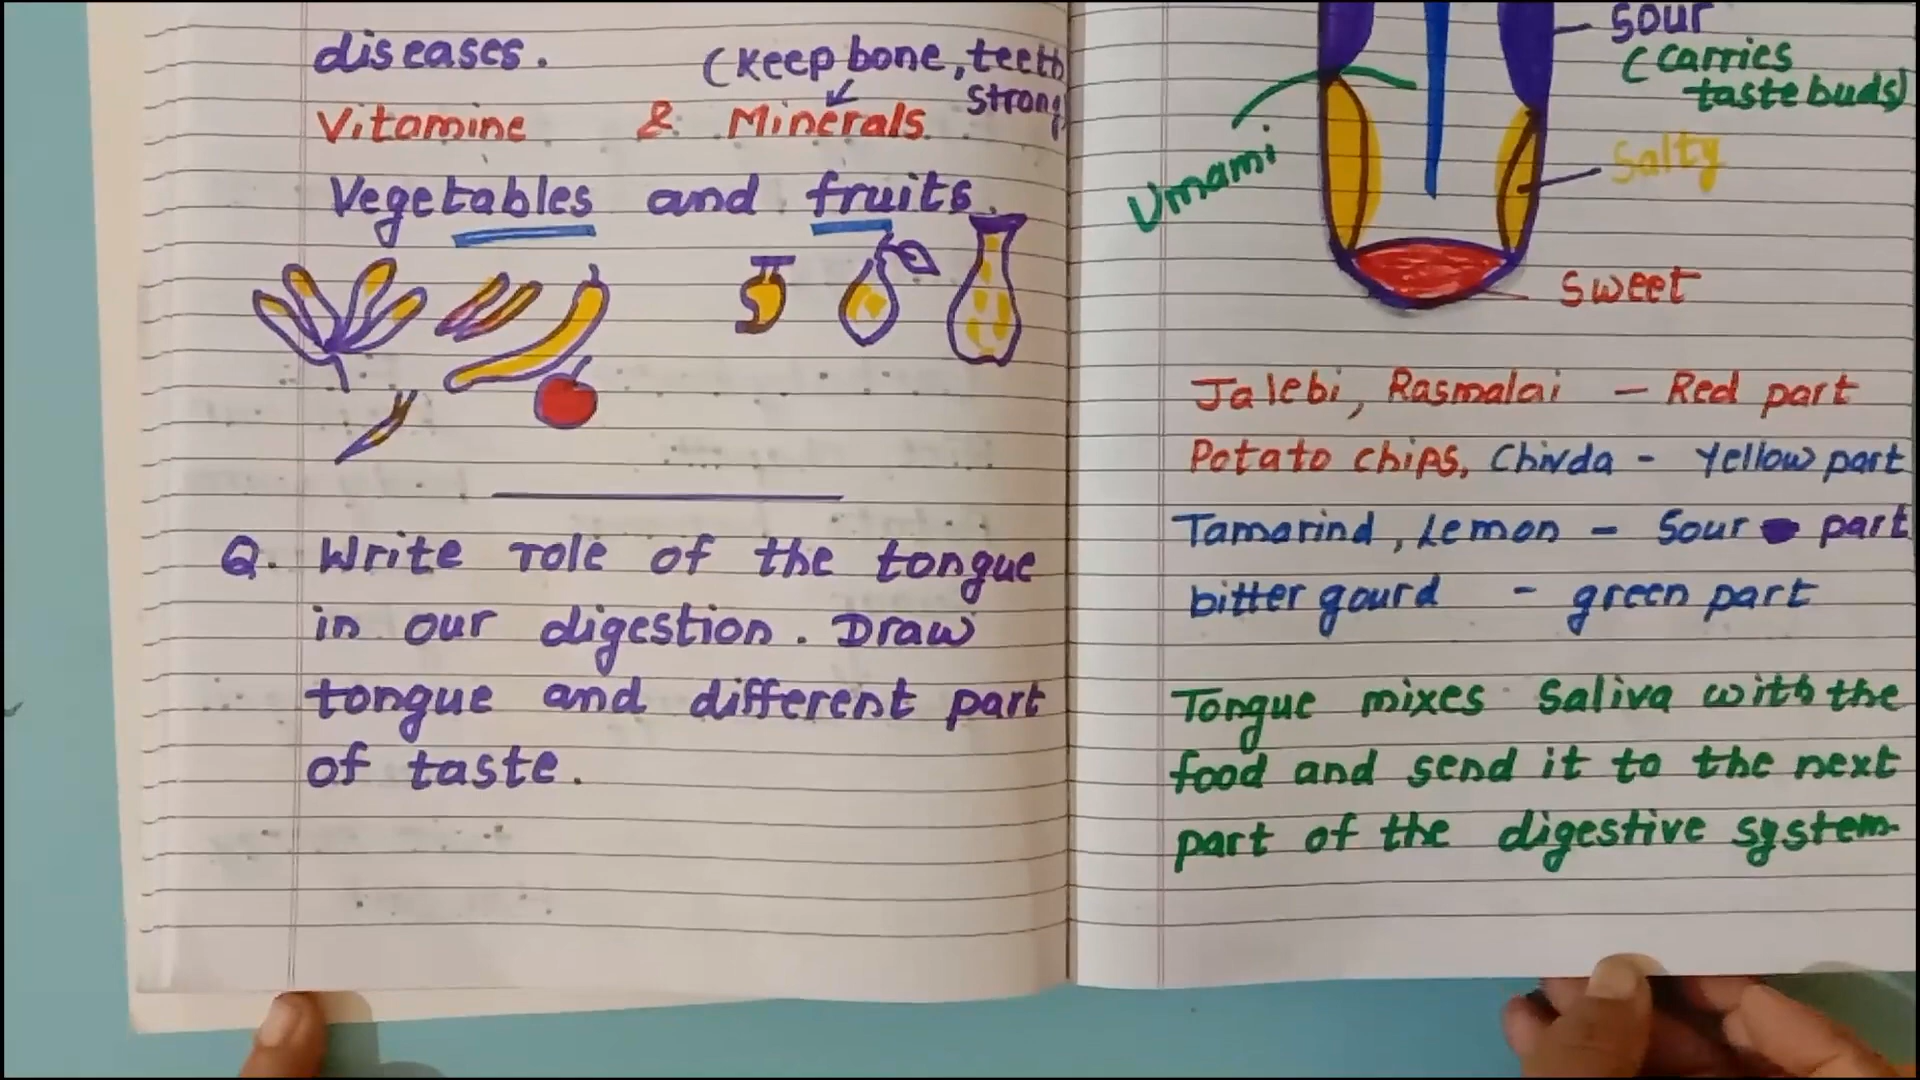 diseases.
(Keep bone, teeth
strong)
Vitamine & Minerals.
Vegetables and fruits.
Q. Write role of the tongue
in our digestion. Draw
tongue and different part
of taste.
Sour
(carries
taste buds)
Umami
Salty
Sweet
Jalebi, Rasmalai - Red part
Potato chips, Chivda - Yellow part
Tamarind, Lemon - Sour part
bitter gourd - green part
Tongue mixes Saliva with the
food and send it to the next
part of the digestive system